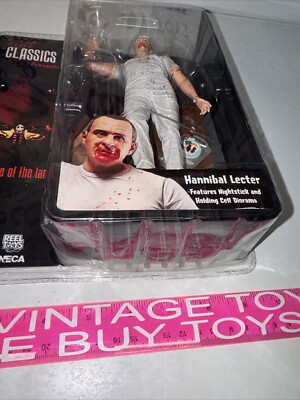 CLASSICS
Hannibal Lecter
-Features Nightstick and
Holding Cell Diorama
e of the la
REEL
TOYS
NECA
VINTAGE TOY
E BUY TOYS